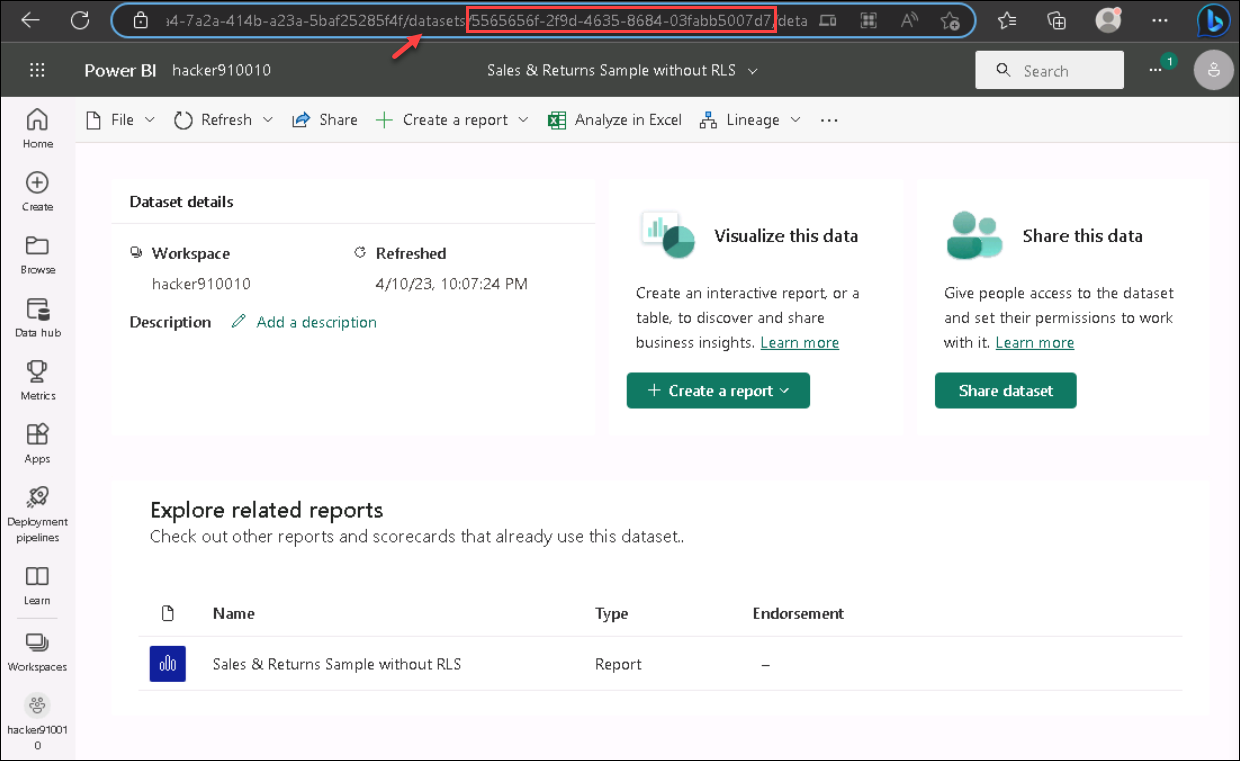 a4-7a2a-414b-a23a-5baf25285f4f/datasets/5565656f-2f9d-4635-8684-03fabb5007d7/deta
Power BI hacker910010 Sales & Returns Sample without RLS Search 1
File Refresh Share Create a report Analyze in Excel Lineage
Home
Create
Browse
Data hub
Metrics
Apps
Deployment
pipelines
Learn
Workspaces
hacker91001
0
Dataset details
Workspace Refreshed
hacker910010 4/10/23, 10:07:24 PM
Description Add a description
Visualize this data
Create an interactive report, or a
table, to discover and share
business insights. Learn more
+ Create a report
Share this data
Give people access to the dataset
and set their permissions to work
with it. Learn more
Share dataset
Explore related reports
Check out other reports and scorecards that already use this dataset..
Name Type Endorsement
Sales & Returns Sample without RLS Report –